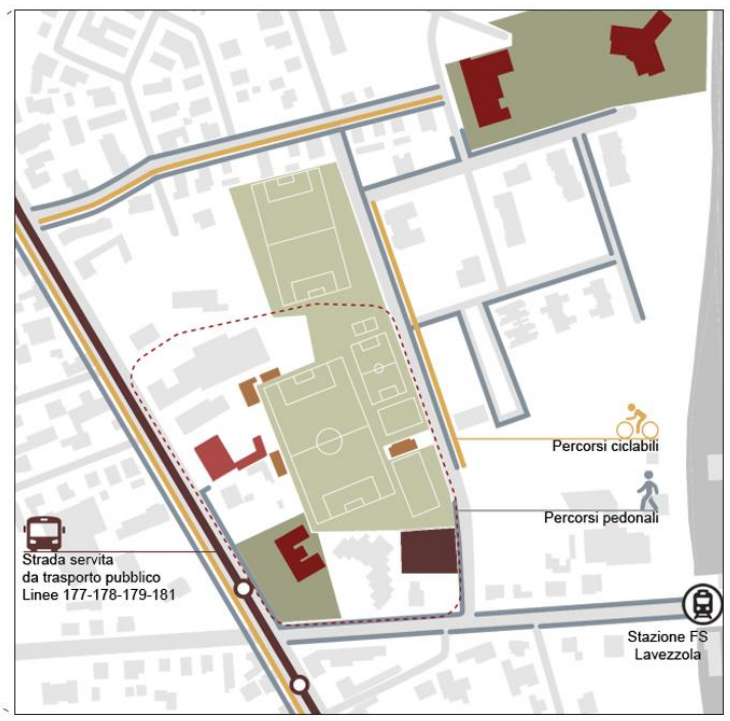 Percorsi ciclabili
Percorsi pedonali
Strada servita
da trasporto pubblico
Linee 177-178-179-181
Stazione FS
Lavezzola